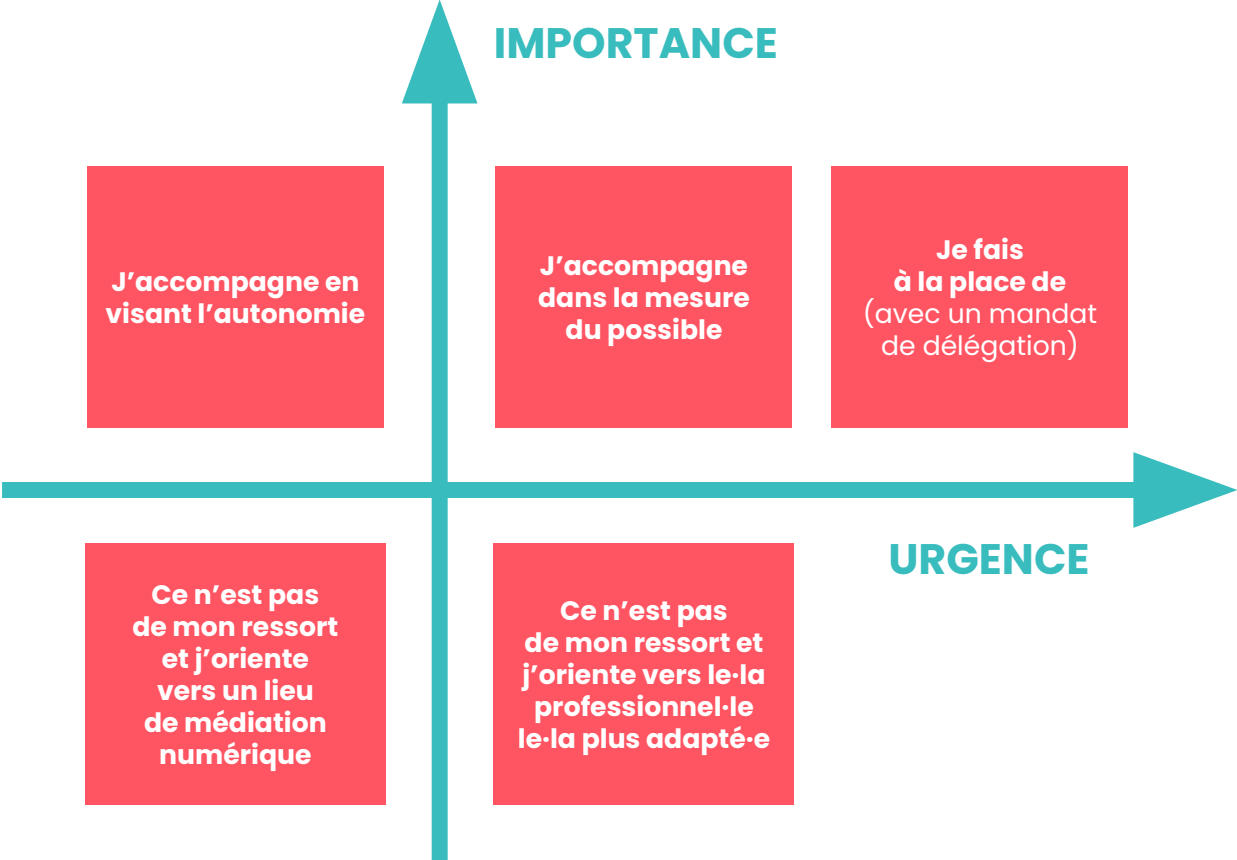 IMPORTANCE
J’accompagne en
visant l’autonomie
J’accompagne
dans la mesure
du possible
Je fais
à la place de
(avec un mandat
de délégation)
URGENCE
Ce n’est pas
de mon ressort
et j’oriente
vers un lieu
de médiation
numérique
Ce n’est pas
de mon ressort et
j’oriente vers le·la
professionnel·le
le·la plus adapté·e